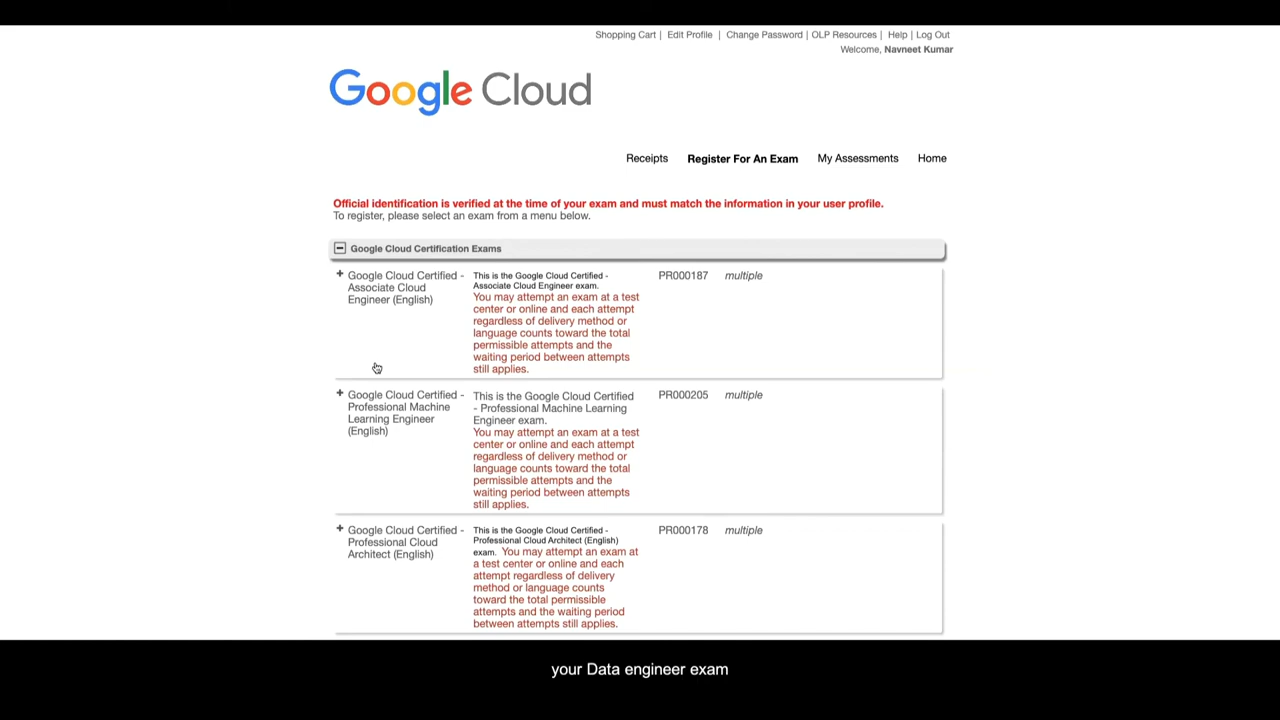 Shopping Cart | Edit Profile | Change Password | OLP Resources | Help | Log Out
Welcome, Navneet Kumar
Google Cloud
Receipts Register For An Exam My Assessments Home
Official identification is verified at the time of your exam and must match the information in your user profile.
To register, please select an exam from a menu below.
Google Cloud Certification Exams
Google Cloud Certified -
Associate Cloud
Engineer (English)
This is the Google Cloud Certified -
Associate Cloud Engineer exam.
You may attempt an exam at a test
center or online and each attempt
regardless of delivery method or
language counts toward the total
permissible attempts and the
waiting period between attempts
still applies.
PR000187
multiple
Google Cloud Certified -
Professional Machine
Learning Engineer
(English)
This is the Google Cloud Certified
- Professional Machine Learning
Engineer exam.
You may attempt an exam at a test
center or online and each attempt
regardless of delivery method or
language counts toward the total
permissible attempts and the
waiting period between attempts
still applies.
PR000205
multiple
Google Cloud Certified -
Professional Cloud
Architect (English)
This is the Google Cloud Certified -
Professional Cloud Architect (English)
exam. You may attempt an exam at
a test center or online and each
attempt regardless of delivery
method or language counts
toward the total permissible
attempts and the waiting period
between attempts still applies.
PR000178
multiple
your Data engineer exam